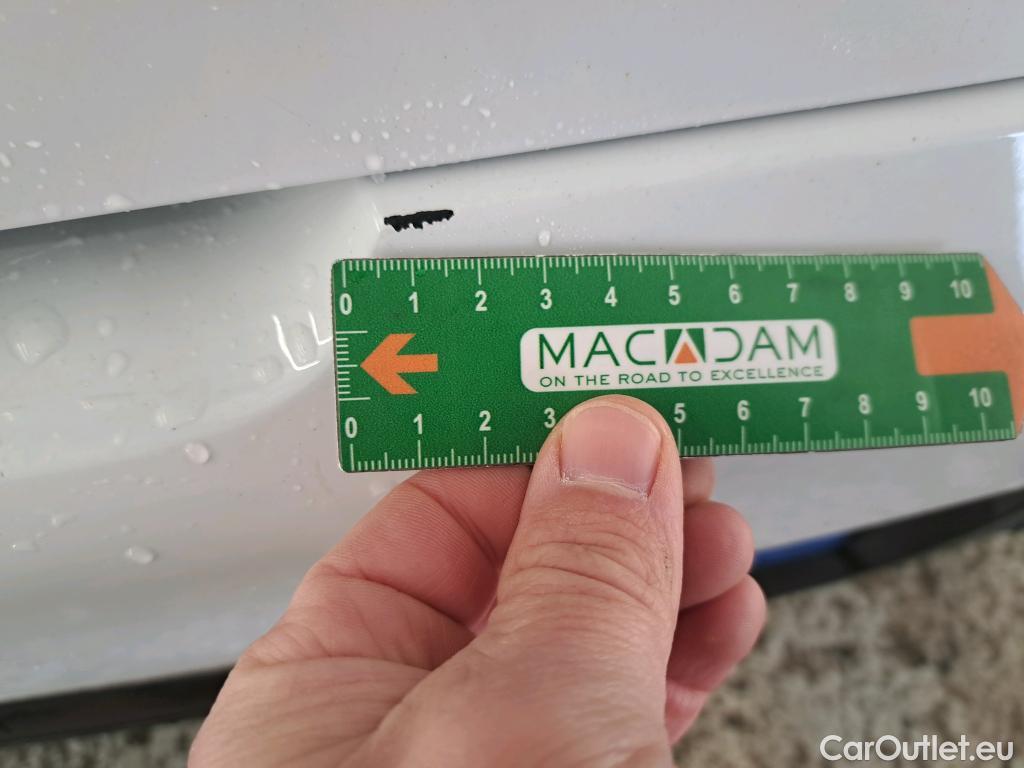 0 1 2 3 4 5 6 7 8 9 10
MACADAM
ON THE ROAD TO EXCELLENCE
0 1 2 3 5 6 7 8 9 10
CarOutlet.eu